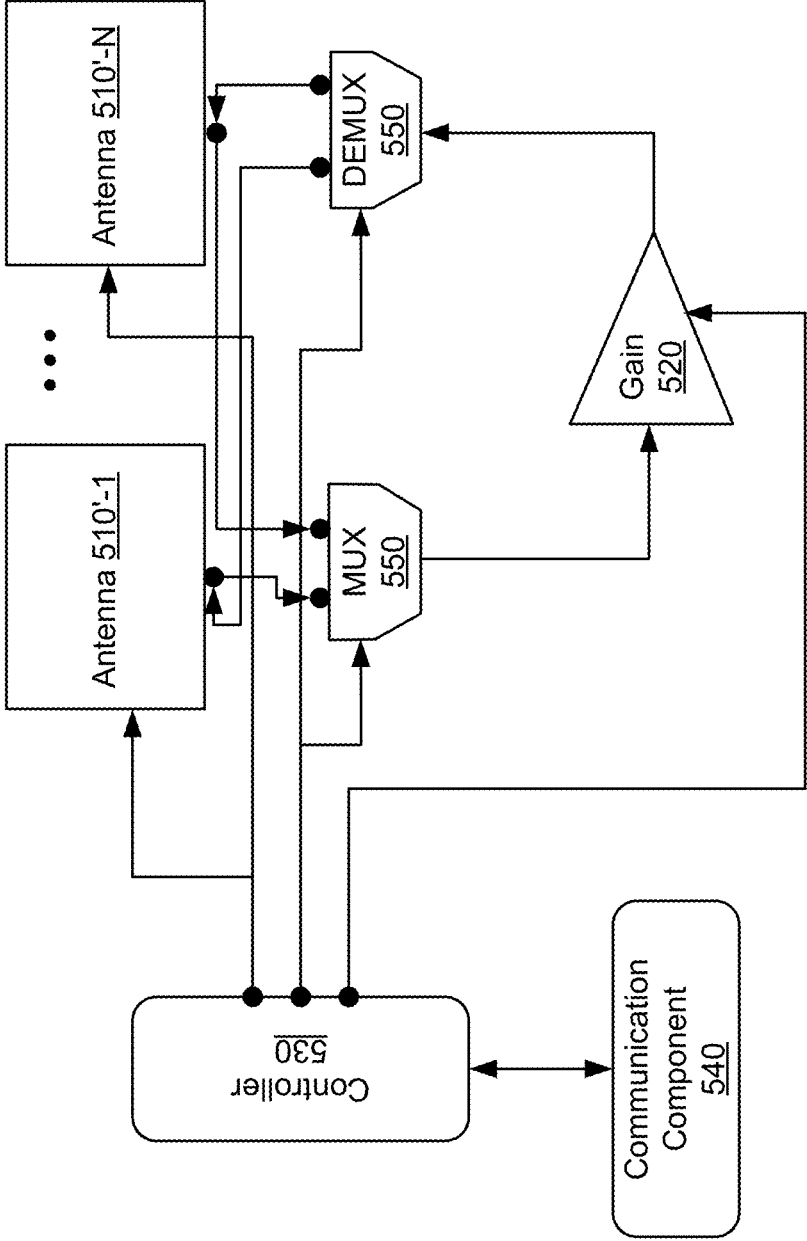 Antenna 510'-1
Antenna 510'-N
MUX
550
DEMUX
550
Gain
520
Controller
530
Communication
Component
540